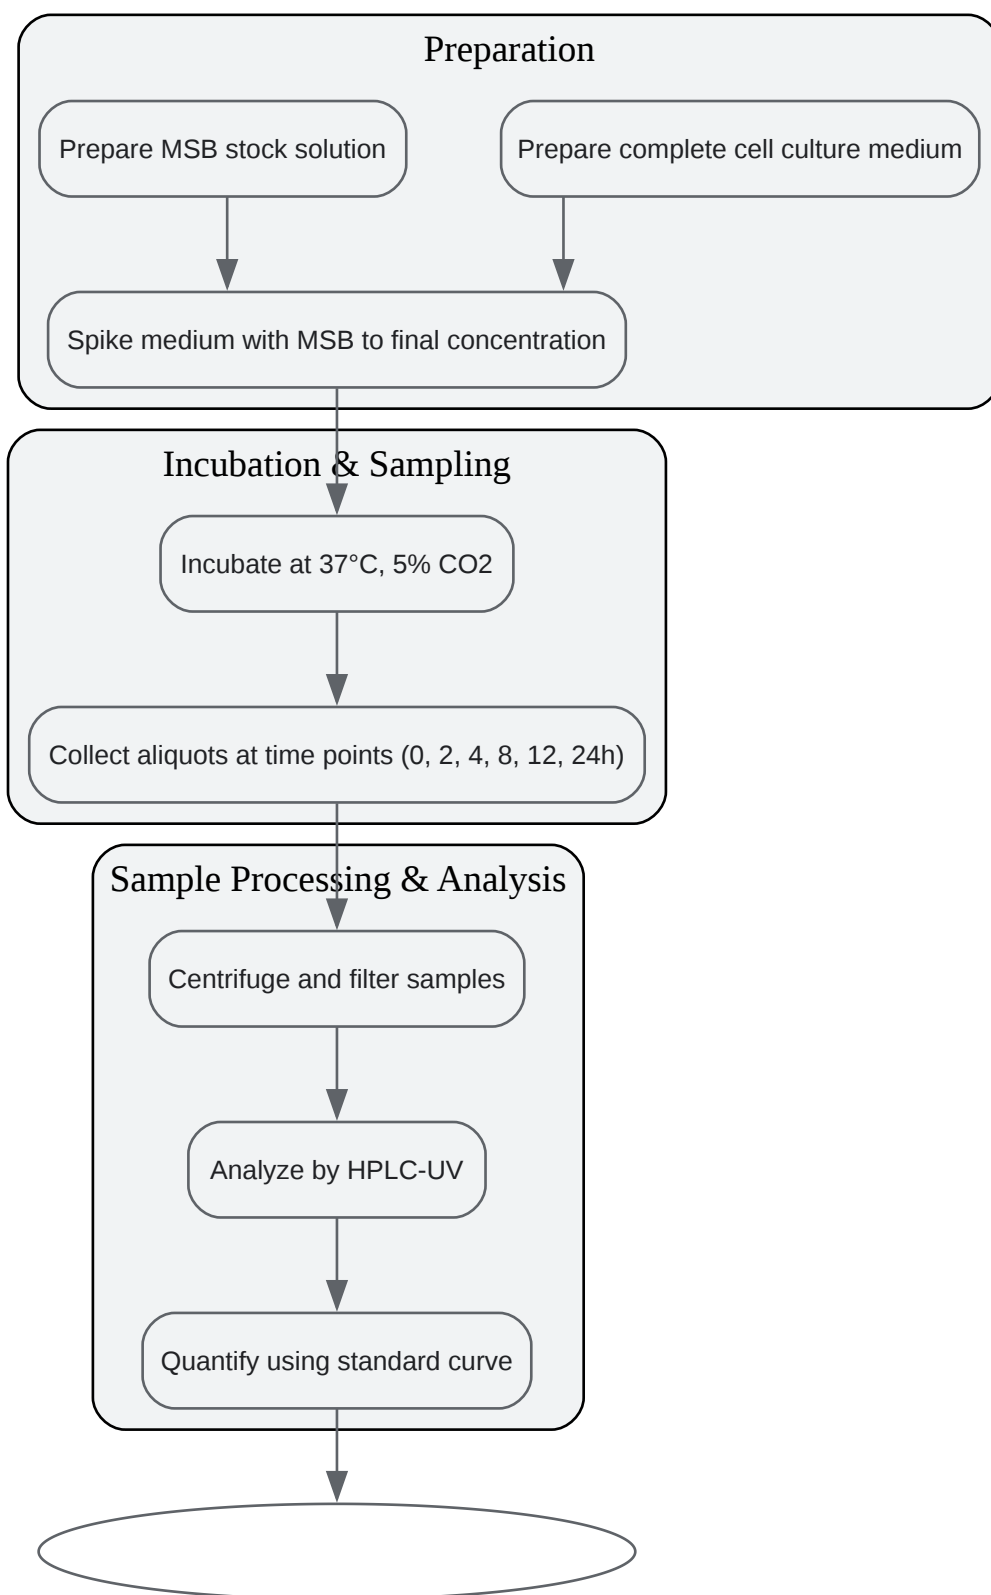 Preparation
Prepare MSB stock solution
Prepare complete cell culture medium
Spike medium with MSB to final concentration
Incubation & Sampling
Incubate at 37°C, 5% CO2
Collect aliquots at time points (0, 2, 4, 8, 12, 24h)
Sample Processing & Analysis
Centrifuge and filter samples
Analyze by HPLC-UV
Quantify using standard curve